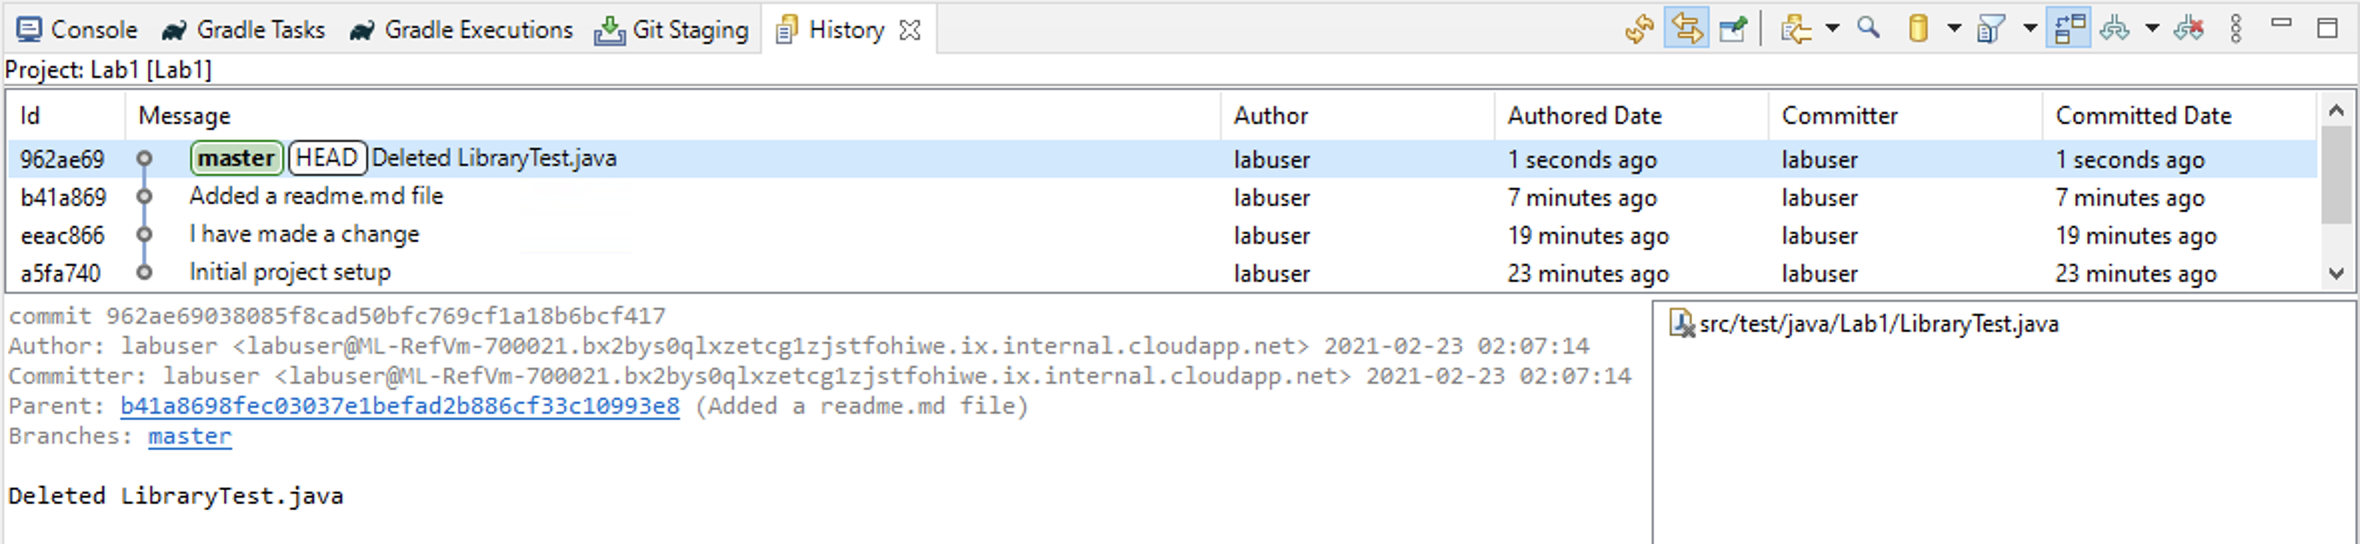 Console Gradle Tasks Gradle Executions Git Staging History
Project: Lab1 [Lab1]
Id Message Author Authored Date Committer Committed Date
962ae69 master HEAD Deleted LibraryTest.java labuser 1 seconds ago labuser 1 seconds ago
b41a869 Added a readme.md file labuser 7 minutes ago labuser 7 minutes ago
eeac866 I have made a change labuser 19 minutes ago labuser 19 minutes ago
a5fa740 Initial project setup labuser 23 minutes ago labuser 23 minutes ago
commit 962ae69038085f8cad50bfc769cf1a18b6bcf417
Author: labuser <labuser@ML-RefVm-700021.bx2bys0qlxzetcg1zjstfohiwe.ix.internal.cloudapp.net> 2021-02-23 02:07:14
Committer: labuser <labuser@ML-RefVm-700021.bx2bys0qlxzetcg1zjstfohiwe.ix.internal.cloudapp.net> 2021-02-23 02:07:14
Parent: b41a8698fec03037e1befad2b886cf33c10993e8 (Added a readme.md file)
Branches: master
Deleted LibraryTest.java
src/test/java/Lab1/LibraryTest.java